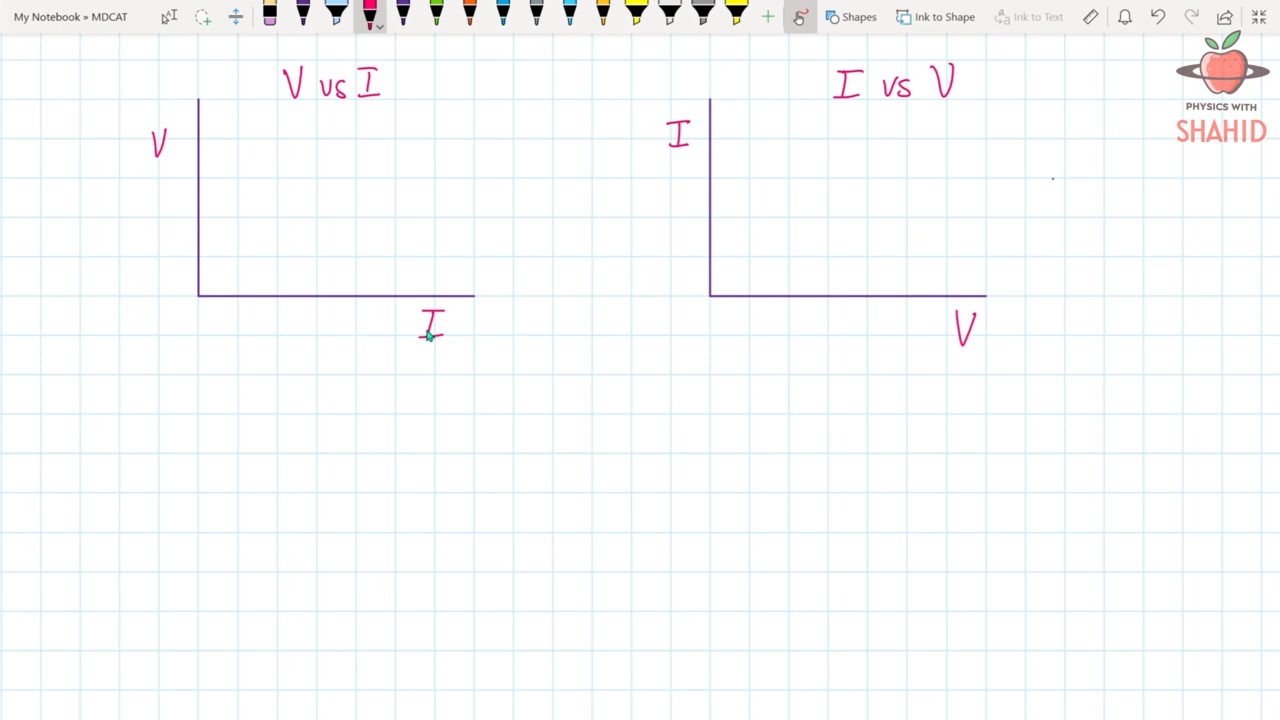 My Notebook » MDCAT
Shapes
Ink to Shape
Ink to Text
PHYSICS WITH
SHAHID
V vs I
V
I
I vs V
I
V